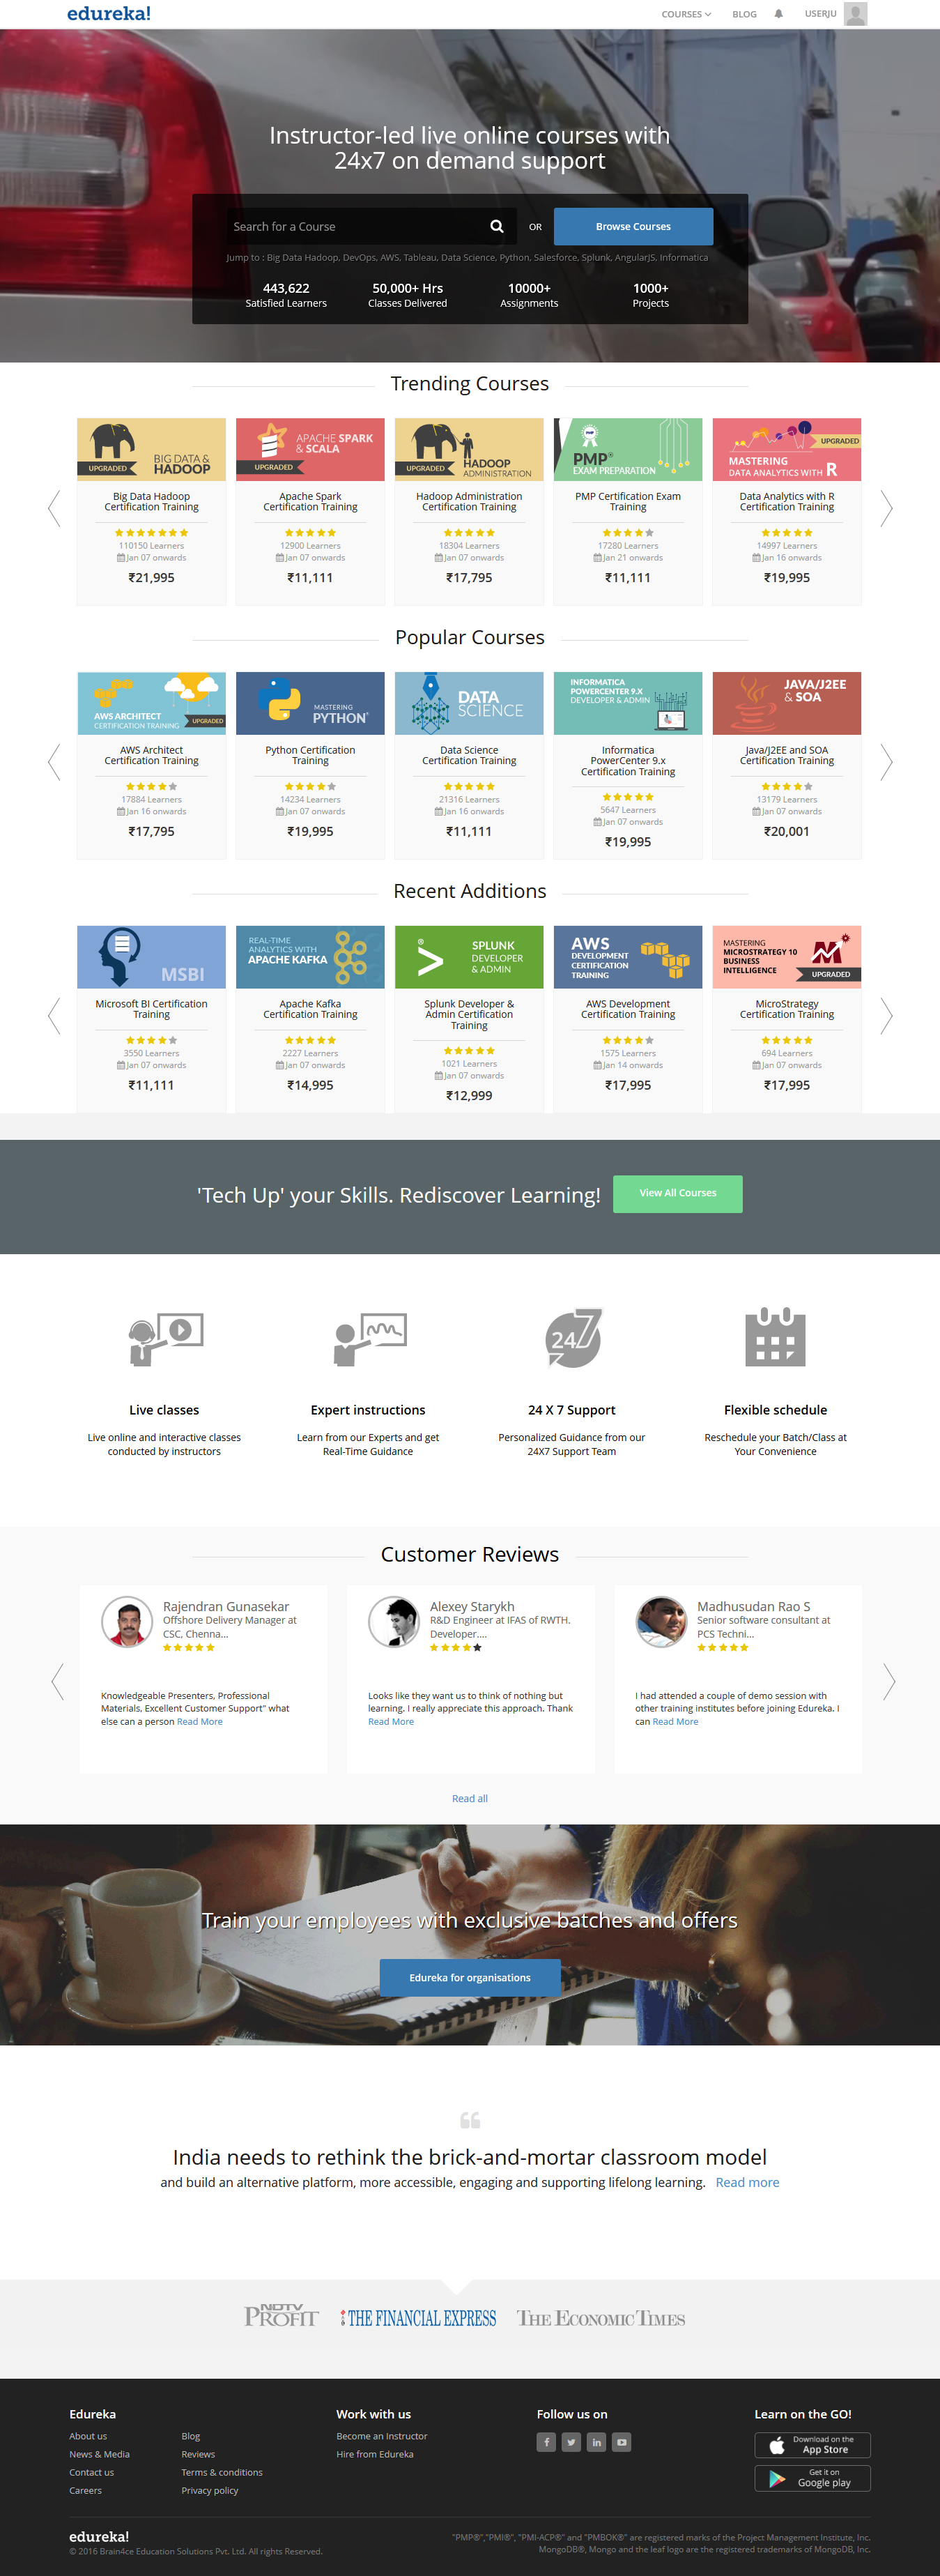 edureka!
COURSES
BLOG
USERJU
Instructor-led live online courses with
24x7 on demand support
Search for a Course
OR
Browse Courses
Jump to : Big Data Hadoop, DevOps, AWS, Tableau, Data Science, Python, Salesforce, Splunk, AngularJS, Informatica
443,622
Satisfied Learners
50,000+ Hrs
Classes Delivered
10000+
Assignments
1000+
Projects
Trending Courses
UPGRADED
BIG DATA &
HADOOP
Big Data Hadoop
Certification Training
110150 Learners
Jan 07 onwards
₹21,995
APACHE SPARK
& SCALA
UPGRADED
Apache Spark
Certification Training
12900 Learners
Jan 07 onwards
₹11,111
UPGRADED
HADOOP
ADMINISTRATION
Hadoop Administration
Certification Training
18304 Learners
Jan 07 onwards
₹17,795
PMP
PMP®
EXAM PREPARATION
PMP Certification Exam
Training
17280 Learners
Jan 21 onwards
₹11,111
UPGRADED
MASTERING
DATA ANALYTICS WITH R
Data Analytics with R
Certification Training
14997 Learners
Jan 16 onwards
₹19,995
Popular Courses
AWS ARCHITECT
CERTIFICATION TRAINING
UPGRADED
AWS Architect
Certification Training
17884 Learners
Jan 16 onwards
₹17,795
MASTERING
PYTHON®
Python Certification
Training
14234 Learners
Jan 07 onwards
₹19,995
DATA
SCIENCE
Data Science
Certification Training
21316 Learners
Jan 16 onwards
₹11,111
INFORMATICA
POWERCENTER 9.X
DEVELOPER & ADMIN
Informatica
PowerCenter 9.x
Certification Training
5647 Learners
Jan 07 onwards
₹19,995
JAVA/J2EE
& SOA
Java/J2EE and SOA
Certification Training
13179 Learners
Jan 07 onwards
₹20,001
Recent Additions
MSBI
Microsoft BI Certification
Training
3550 Learners
Jan 07 onwards
₹11,111
REAL-TIME
ANALYTICS WITH
APACHE KAFKA
Apache Kafka
Certification Training
2227 Learners
Jan 07 onwards
₹14,995
®
SPLUNK
DEVELOPER
& ADMIN
Splunk Developer &
Admin Certification
Training
1021 Learners
Jan 07 onwards
₹12,999
AWS
DEVELOPMENT
CERTIFICATION
TRAINING
AWS Development
Certification Training
1575 Learners
Jan 14 onwards
₹17,995
MASTERING
MICROSTRATEGY 10
BUSINESS
INTELLIGENCE
UPGRADED
MicroStrategy
Certification Training
694 Learners
Jan 07 onwards
₹17,995
'Tech Up' your Skills. Rediscover Learning!
View All Courses
24 7
Live classes
Live online and interactive classes
conducted by instructors
Expert instructions
Learn from our Experts and get
Real-Time Guidance
24 X 7 Support
Personalized Guidance from our
24X7 Support Team
Flexible schedule
Reschedule your Batch/Class at
Your Convenience
Customer Reviews
Rajendran Gunasekar
Offshore Delivery Manager at
CSC, Chenna...
Knowledgeable Presenters, Professional
Materials, Excellent Customer Support" what
else can a person Read More
Alexey Starykh
R&D Engineer at IFAS of RWTH.
Developer....
Looks like they want us to think of nothing but
learning. I really appreciate this approach. Thank
Read More
Madhusudan Rao S
Senior software consultant at
PCS Techni...
I had attended a couple of demo session with
other training institutes before joining Edureka. I
can Read More
Read all
Train your employees with exclusive batches and offers
Edureka for organisations
India needs to rethink the brick-and-mortar classroom model
and build an alternative platform, more accessible, engaging and supporting lifelong learning. Read more
NDTV
PROFIT
THE FINANCIAL EXPRESS
THE ECONOMIC TIMES
Edureka
About us
News & Media
Contact us
Careers
Blog
Reviews
Terms & conditions
Privacy policy
Work with us
Become an Instructor
Hire from Edureka
Follow us on
Learn on the GO!
Download on the
App Store
Get it on
Google play
edureka!
© 2016 Brain4ce Education Solutions Pvt. Ltd. All rights Reserved.
"PMP®","PMI®", "PMI-ACP®" and "PMBOK®" are registered marks of the Project Management Institute, Inc.
MongoDB®, Mongo and the leaf logo are the registered trademarks of MongoDB, Inc.